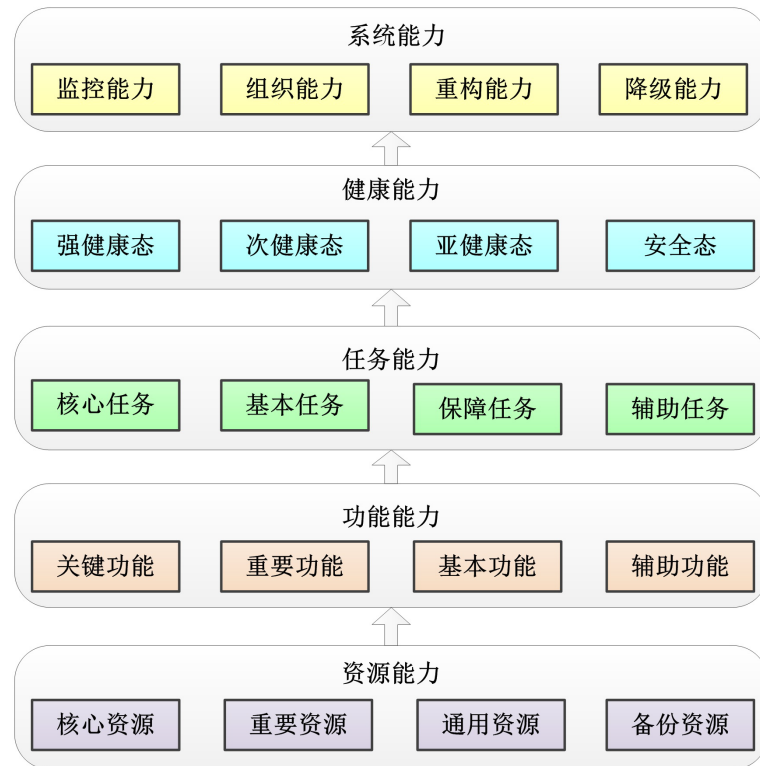 系统能力
监控能力 组织能力 重构能力 降级能力
健康能力
强健康态 次健康态 亚健康态 安全态
任务能力
核心任务 基本任务 保障任务 辅助任务
功能能力
关键功能 重要功能 基本功能 辅助功能
资源能力
核心资源 重要资源 通用资源 备份资源